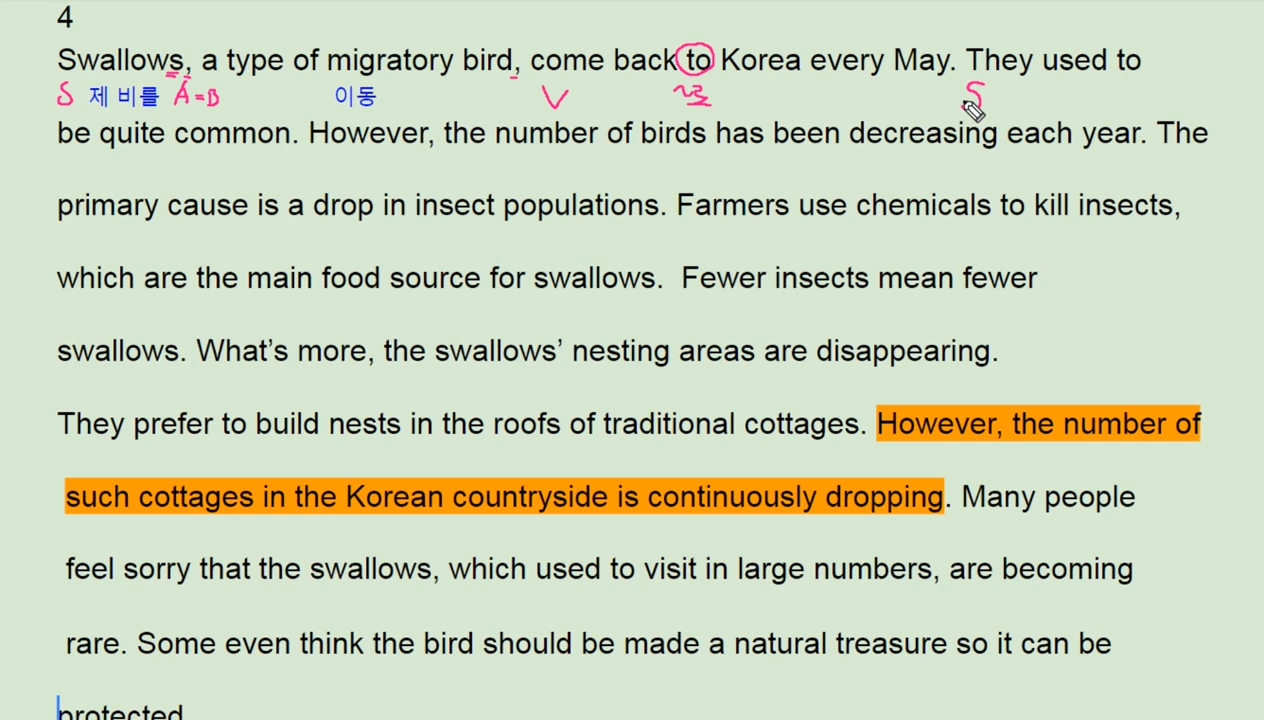 4
Swallows, a type of migratory bird, come back to Korea every May. They used to
S 제 비를 A=B 이동 V 로 S
be quite common. However, the number of birds has been decreasing each year. The
primary cause is a drop in insect populations. Farmers use chemicals to kill insects,
which are the main food source for swallows. Fewer insects mean fewer
swallows. What's more, the swallows' nesting areas are disappearing.
They prefer to build nests in the roofs of traditional cottages. However, the number of
such cottages in the Korean countryside is continuously dropping. Many people
feel sorry that the swallows, which used to visit in large numbers, are becoming
rare. Some even think the bird should be made a natural treasure so it can be
protected